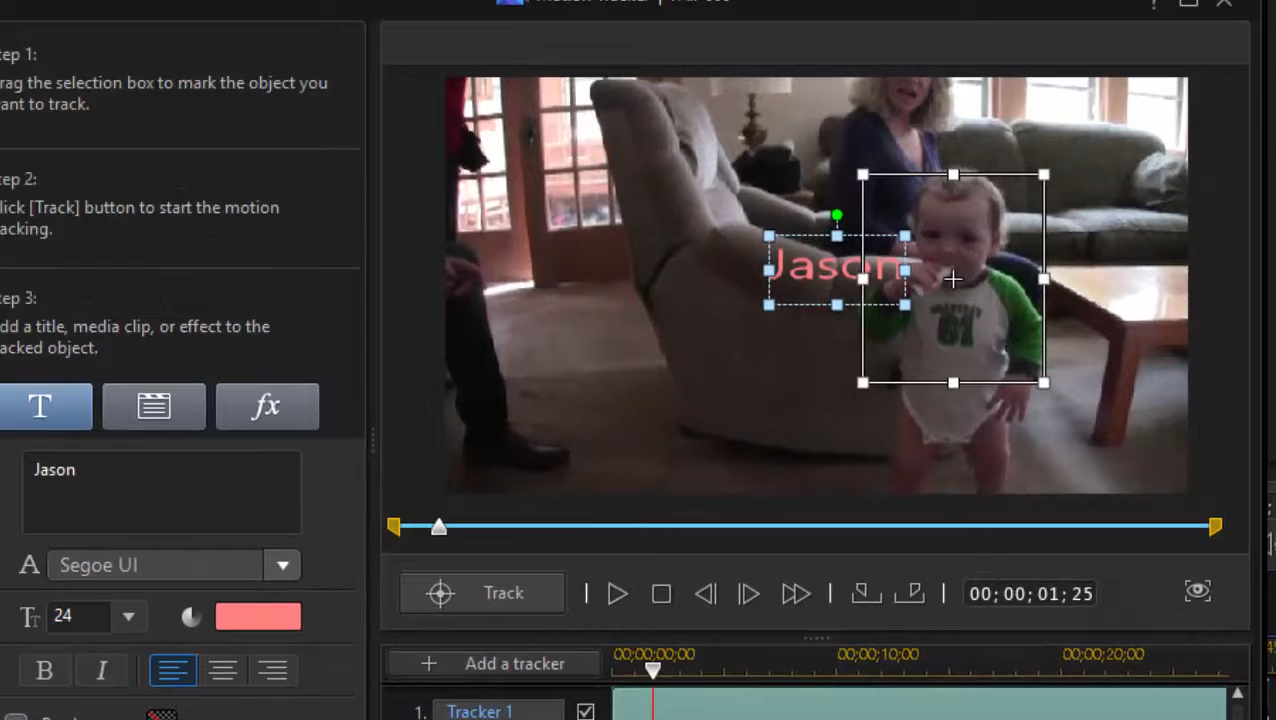 tep 1:
rag the selection box to mark the object you
ant to track.
tep 2:
lick [Track] button to start the motion
acking.
tep 3:
dd a title, media clip, or effect to the
acked object.
T
fx
Jason
A Segoe UI
TT 24
B I
Jason
61
Track
00; 00; 01; 25
+ Add a tracker
00;00;00;00 00;00;10;00 00;00;20;00
1. Tracker 1